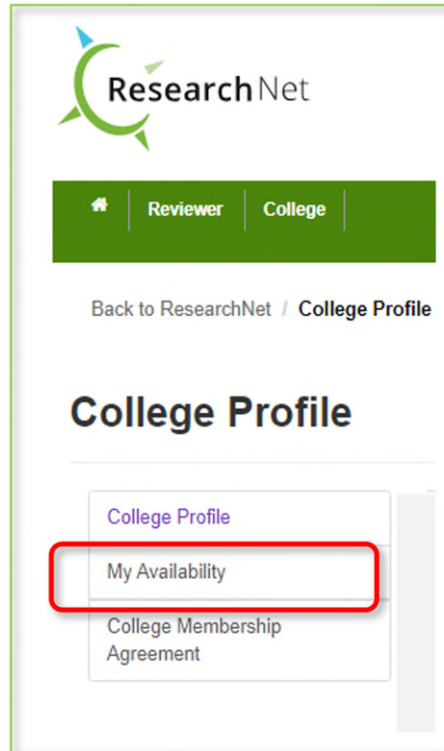 ResearchNet
Reviewer College
Back to ResearchNet / College Profile
College Profile
College Profile
My Availability
College Membership
Agreement